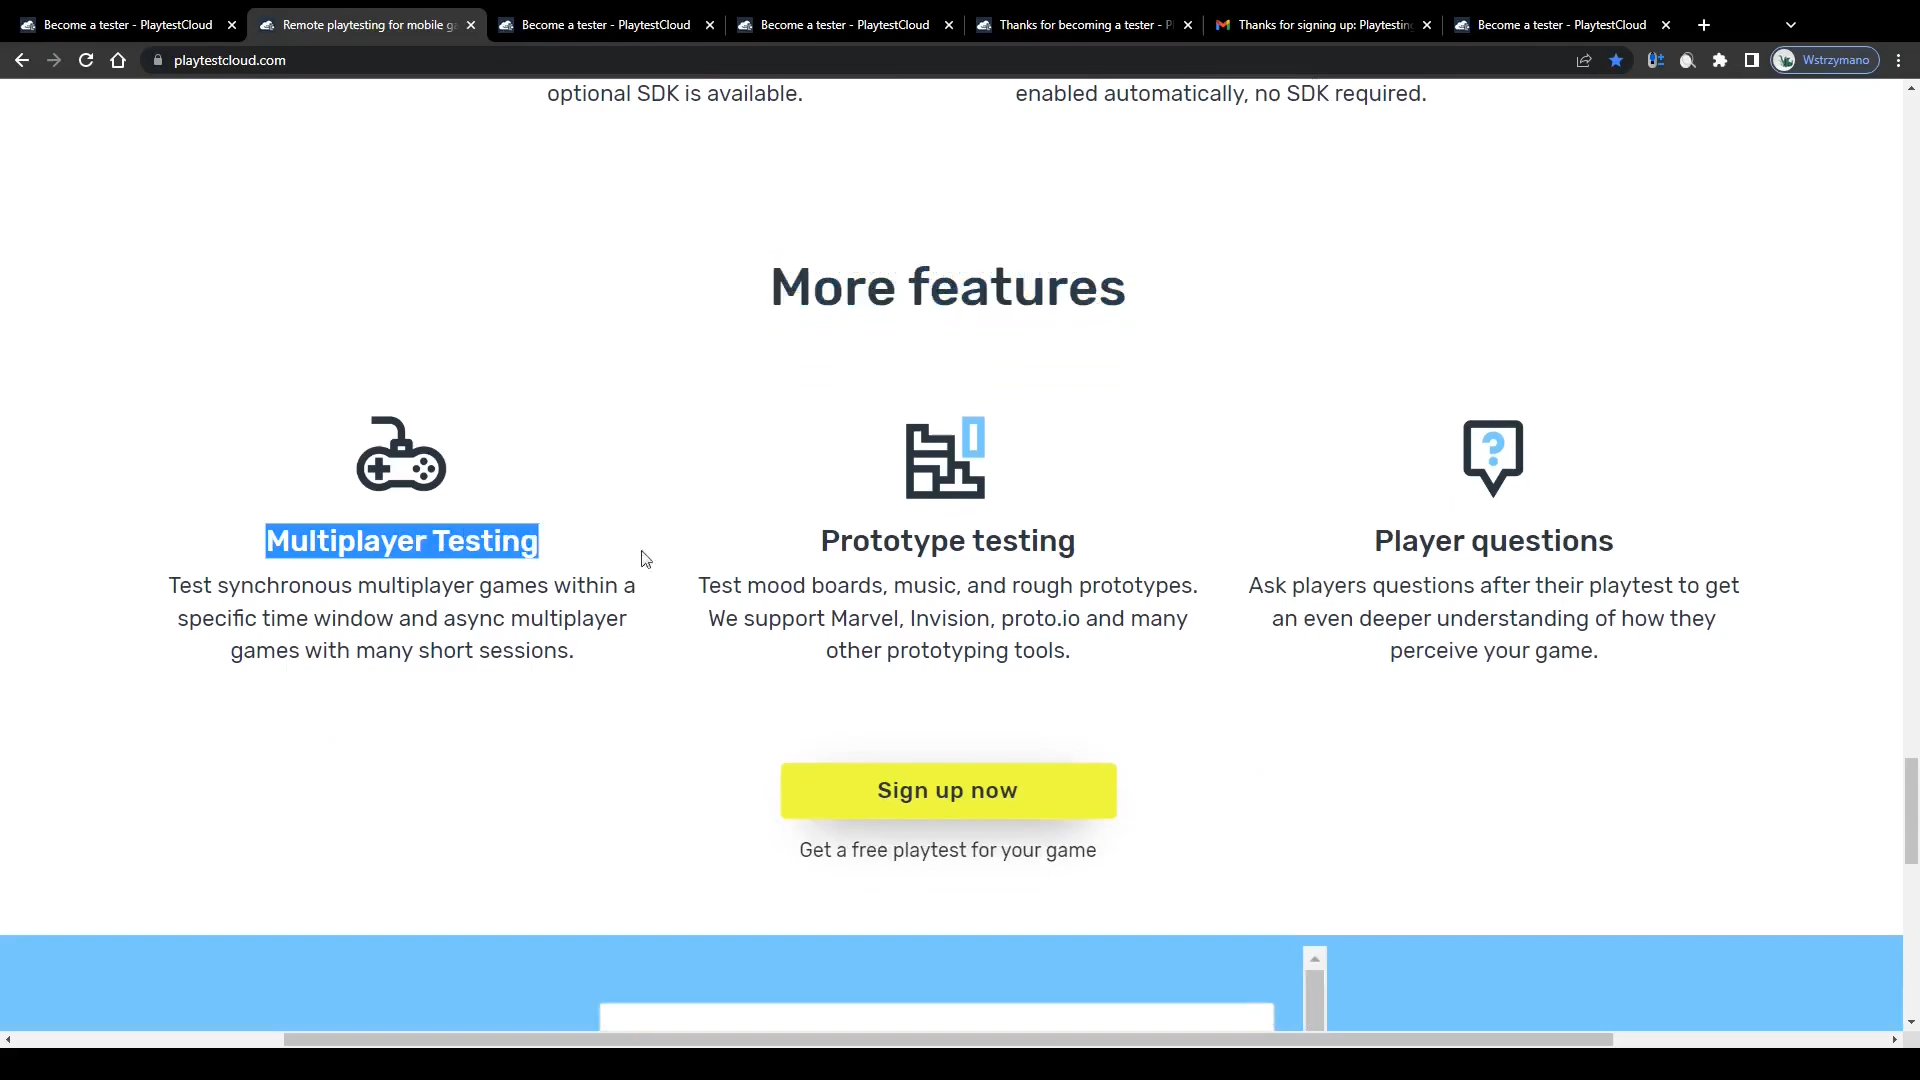 Become a tester - PlaytestCloud
Remote playtesting for mobile ga
Become a tester - PlaytestCloud
Become a tester - PlaytestCloud
Thanks for becoming a tester - P
Thanks for signing up: Playtesting
Become a tester - PlaytestCloud
playtestcloud.com
Wstrzymano
optional SDK is available.
enabled automatically, no SDK required.
More features
Multiplayer Testing
Test synchronous multiplayer games within a
specific time window and async multiplayer
games with many short sessions.
Prototype testing
Test mood boards, music, and rough prototypes.
We support Marvel, Invision, proto.io and many
other prototyping tools.
?
Player questions
Ask players questions after their playtest to get
an even deeper understanding of how they
perceive your game.
Sign up now
Get a free playtest for your game